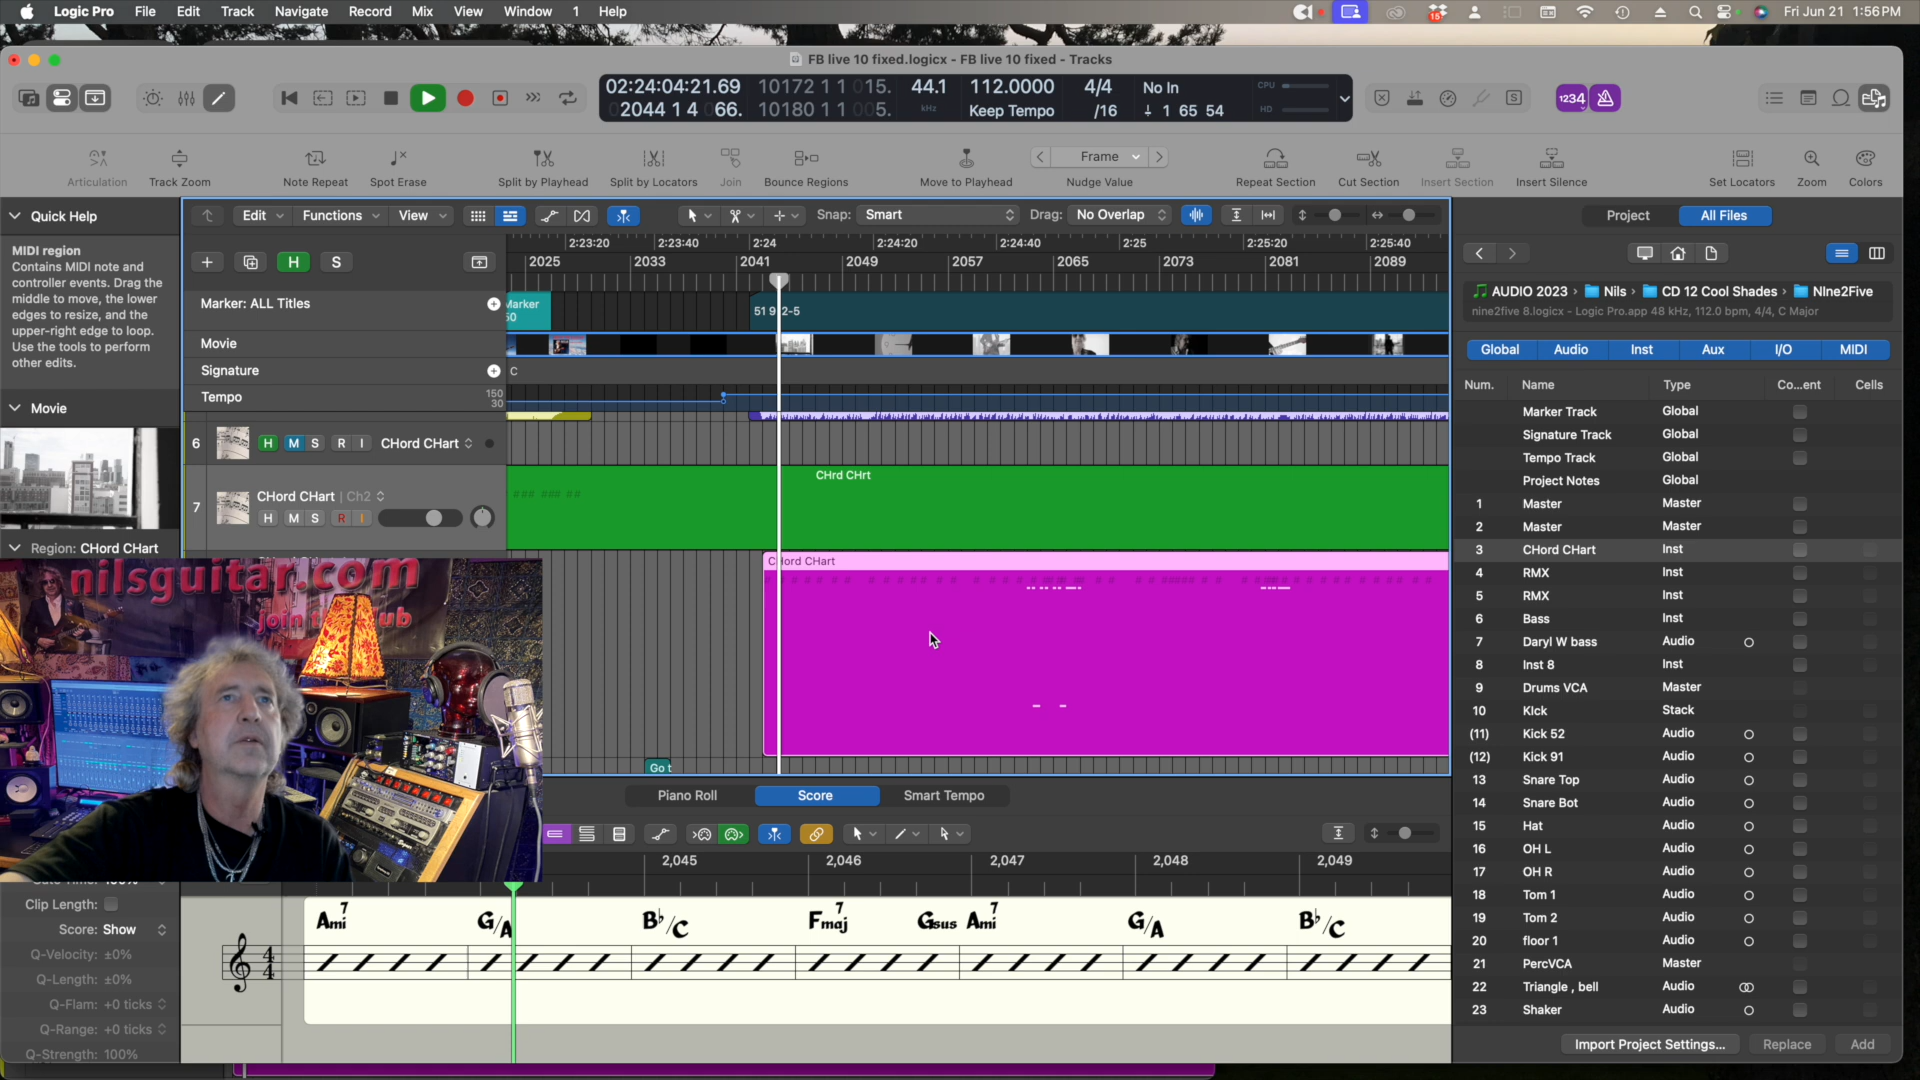 Logic Pro File Edit Track Navigate Mix Record View Window 1 Help
15
Fri Jun 21 1:56 PM
FB live 10 fixed.logicx - FB live 10 fixed - Tracks
02:24:04:21.69 10172 1 1 015. 44.1 112.0000 4/4 No In CPU
02044 1 4 066. 10180 1 1 005. kHz Keep Tempo /16 1 65 54 HD
1234
Articulation
Track Zoom
Note Repeat
Spot Erase
Split by Playhead
Split by Locators
Join
Bounce Regions
Move to Playhead
Frame
Nudge Value
Repeat Section
Cut Section
Insert Section
Insert Silence
Set Locators
Zoom
Colors
Quick Help
MIDI region
Contains MIDI note and
controller events. Drag the
middle to move, the lower
edges to resize, and the
upper-right edge to loop.
Use the tools to perform
other edits.
Movie
Region: CHord CHart
Edit Functions View
Snap: Smart
Drag: No Overlap
H S
2:23:20 2:23:40 2:24 2:24:20 2:24:40 2:25 2:25:20 2:25:40
2025 2033 2041 2049 2057 2065 2073 2081 2089
Marker: ALL Titles
Marker
50
Movie
Signature
C
Tempo
150
30
6 H M S R I CHord CHart
7 CHord CHart | Ch2
H M S R I
CHrd CHrt
Go t
nilsguitar.com
Piano Roll Score Smart Tempo
2,045 2,046 2,047 2,048 2,049
Ami7 G/A B♭/C Fmaj7 Gsus Ami7 G/A B♭/C
4
4
Clip Length:
Score: Show
Q-Velocity: ±0%
Q-Length: ±0%
Q-Flam: +0 ticks
Q-Range: +0 ticks
Q-Strength: 100%
Project All Files
AUDIO 2023 › Nils › CD 12 Cool Shades › NIne2Five
nine2five 8.logicx - Logic Pro.app 48 kHz, 112.0 bpm, 4/4, C Major
Global Audio Inst Aux I/O MIDI
Num. Name Type Co...ent Cells
Marker Track Global
Signature Track Global
Tempo Track Global
Project Notes Global
1 Master Master
2 Master Master
3 CHord CHart Inst
4 RMX Inst
5 RMX Inst
6 Bass Inst
7 Daryl W bass Audio
8 Inst 8 Inst
9 Drums VCA Master
10 KIck Stack
(11) Kick 52 Audio
(12) Kick 91 Audio
13 Snare Top Audio
14 Snare Bot Audio
15 Hat Audio
16 OH L Audio
17 OH R Audio
18 Tom 1 Audio
19 Tom 2 Audio
20 floor 1 Audio
21 PercVCA Master
22 Triangle , bell Audio
23 Shaker Audio
Import Project Settings... Replace Add